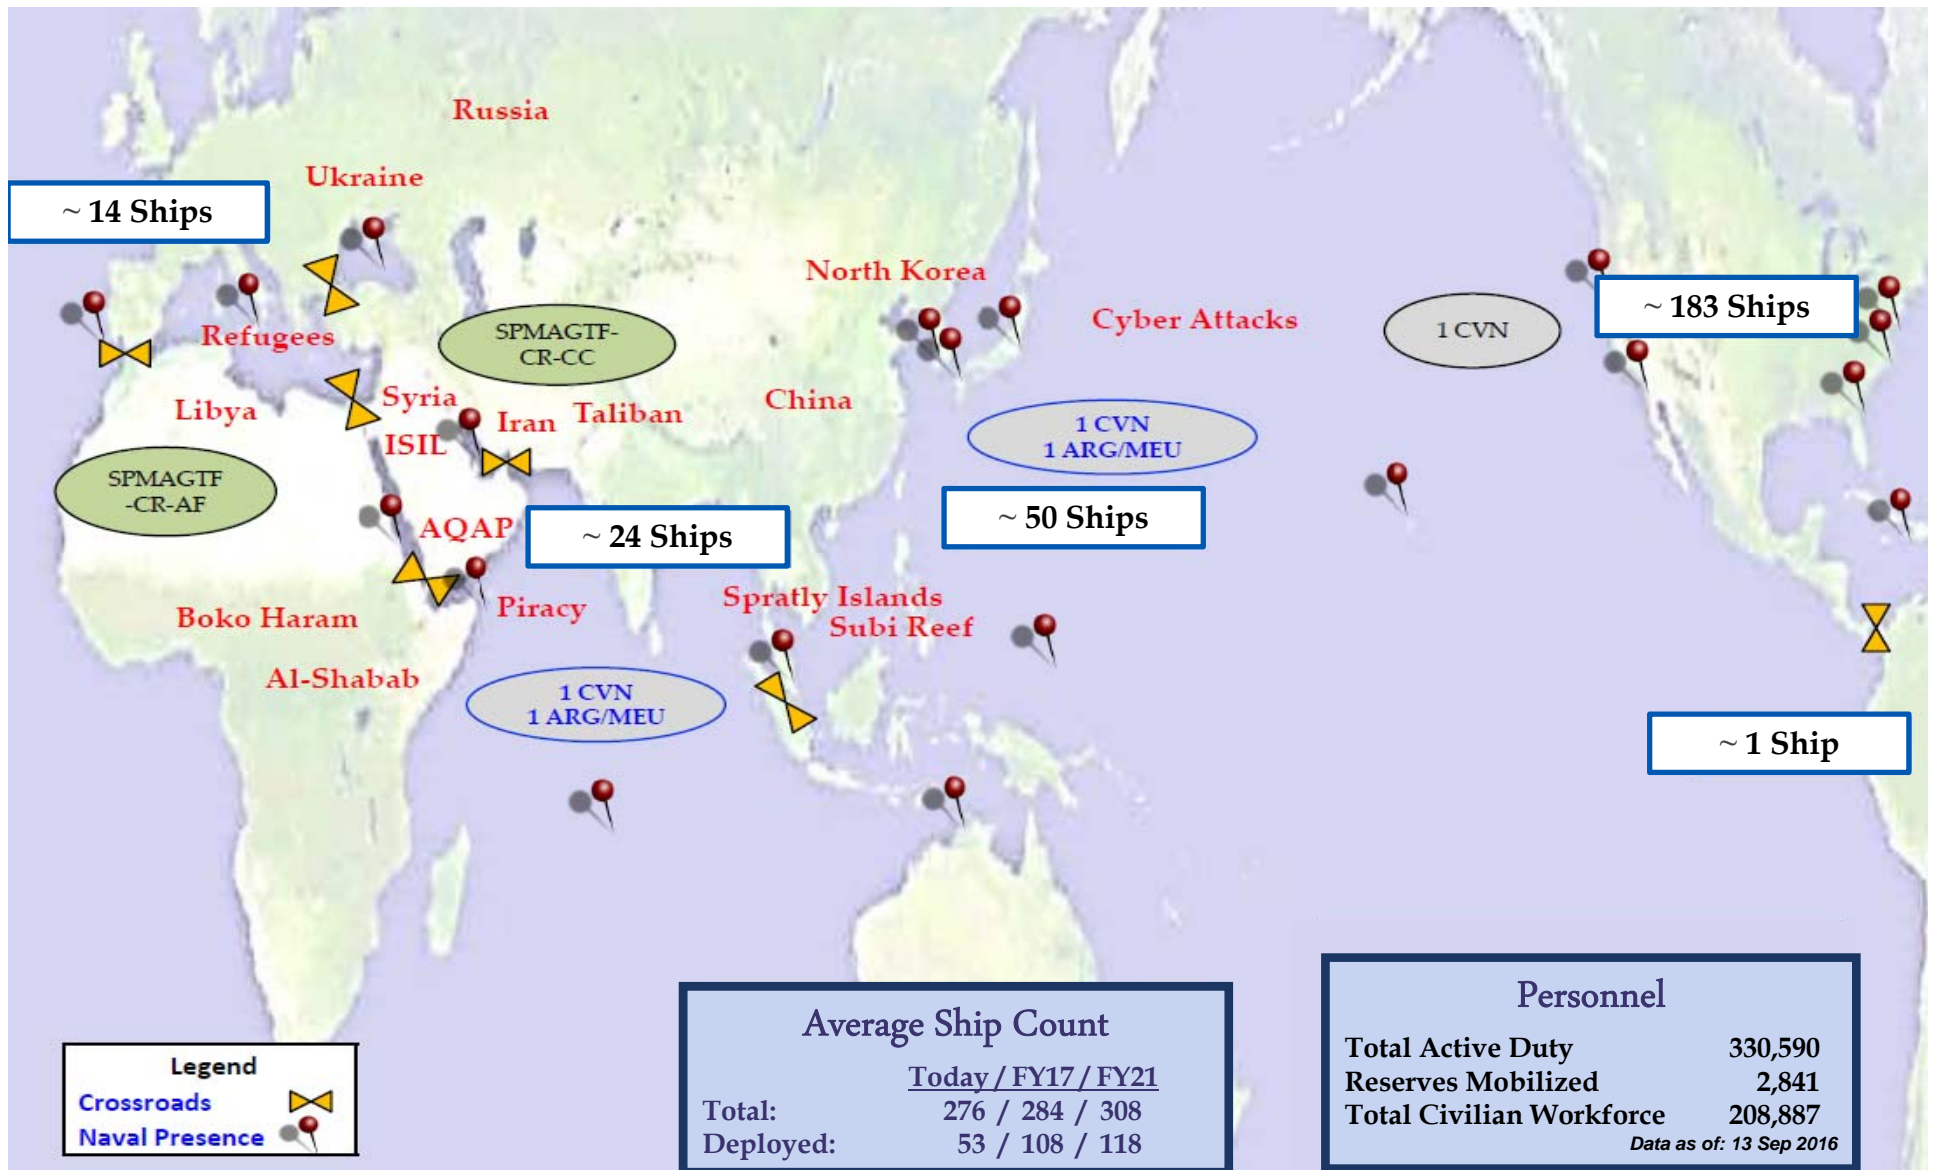 Russia
Ukraine
~ 14 Ships
North Korea
~ 183 Ships
Cyber Attacks
1 CVN
Refugees
SPMAGTF-
CR-CC
Syria
Libya
Iran
Taliban
China
1 CVN
1 ARG/MEU
ISIL
SPMAGTF
-CR-AF
AQAP
~ 24 Ships
~ 50 Ships
Piracy
Spratly Islands
Subi Reef
Boko Haram
Al-Shabab
1 CVN
1 ARG/MEU
~ 1 Ship
Legend
Crossroads
Naval Presence
Average Ship Count
Today / FY17 / FY21
Total: 276 / 284 / 308
Deployed: 53 / 108 / 118
Personnel
Total Active Duty 330,590
Reserves Mobilized 2,841
Total Civilian Workforce 208,887
Data as of: 13 Sep 2016